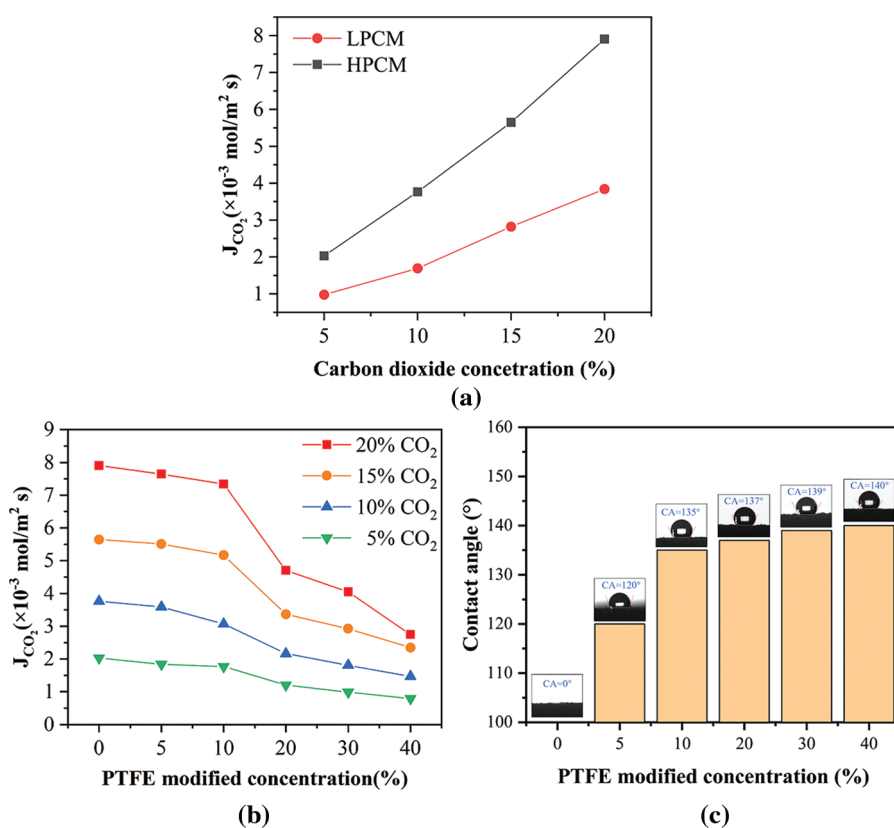 8
7
6
5
4
3
2
1
J_CO₂(×10⁻³ mol/m² s)
LPCM
HPCM
5 10 15 20
Carbon dioxide concetration (%)
(a)
9
8
7
6
5
4
3
2
1
0
J_CO₂(×10⁻³ mol/m² s)
20% CO₂
15% CO₂
10% CO₂
5% CO₂
0 5 10 20 30 40
PTFE modified concentration(%)
(b)
160
150
140
130
120
110
100
Contact angle (°)
CA=0°
CA=120°
CA=135°
CA=137°
CA=139°
CA=140°
0 5 10 20 30 40
PTFE modified concentration (%)
(c)